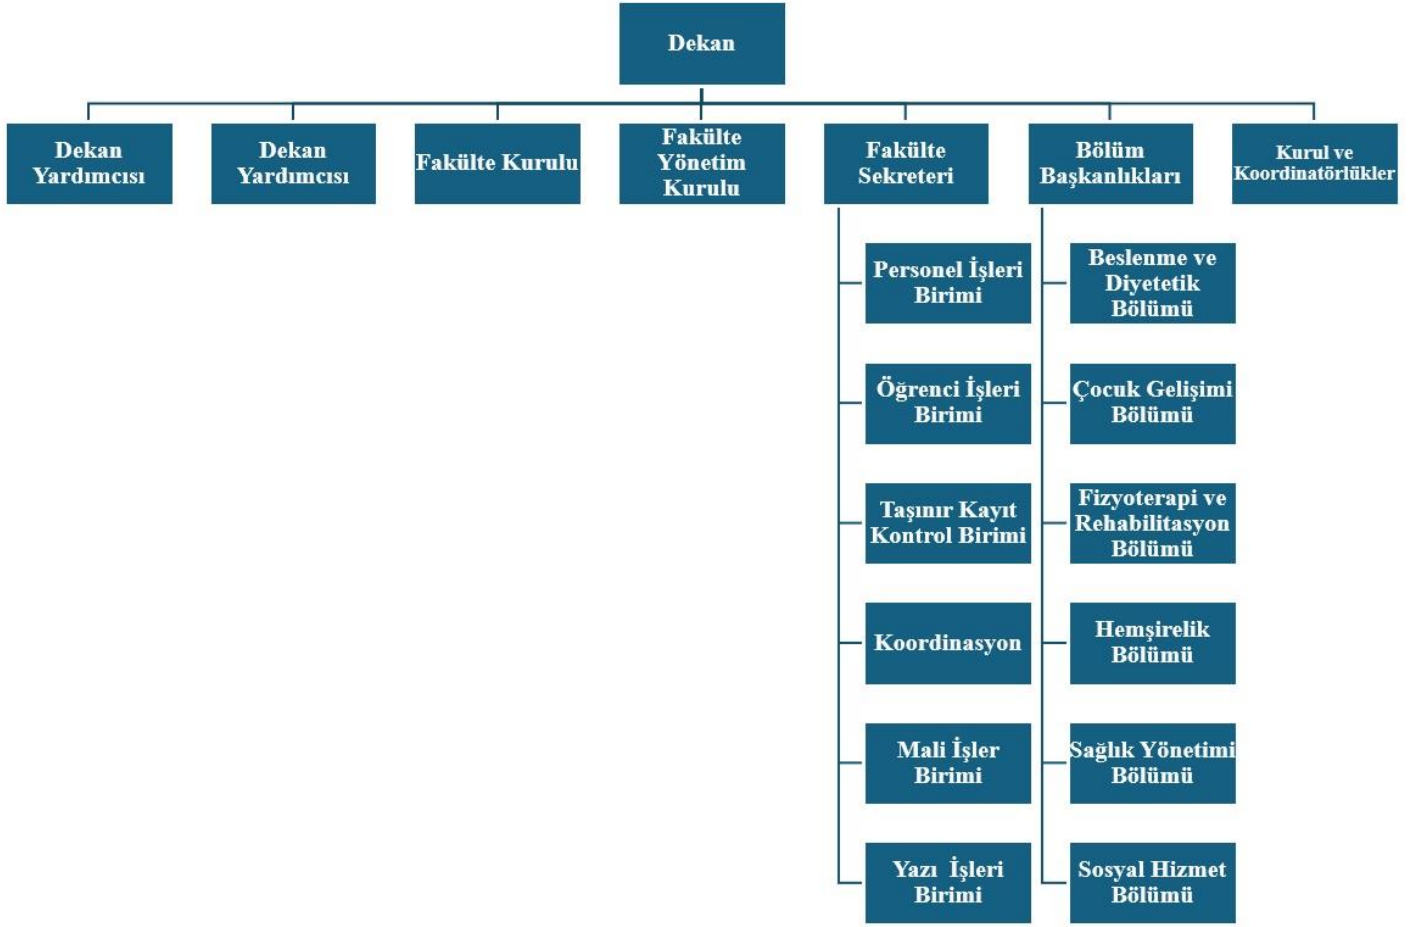 Dekan
Dekan
Yardımcısı
Dekan
Yardımcısı
Fakülte Kurulu
Fakülte
Yönetim
Kurulu
Fakülte
Sekreteri
Bölüm
Başkanlıkları
Kurul ve
Koordinatörlükler
Personel İşleri
Birimi
Öğrenci İşleri
Birimi
Taşınır Kayıt
Kontrol Birimi
Koordinasyon
Mali İşler
Birimi
Yazı İşleri
Birimi
Beslenme ve
Diyetetik
Bölümü
Çocuk Gelişimi
Bölümü
Fizyoterapi ve
Rehabilitasyon
Bölümü
Hemşirelik
Bölümü
Sağlık Yönetimi
Bölümü
Sosyal Hizmet
Bölümü